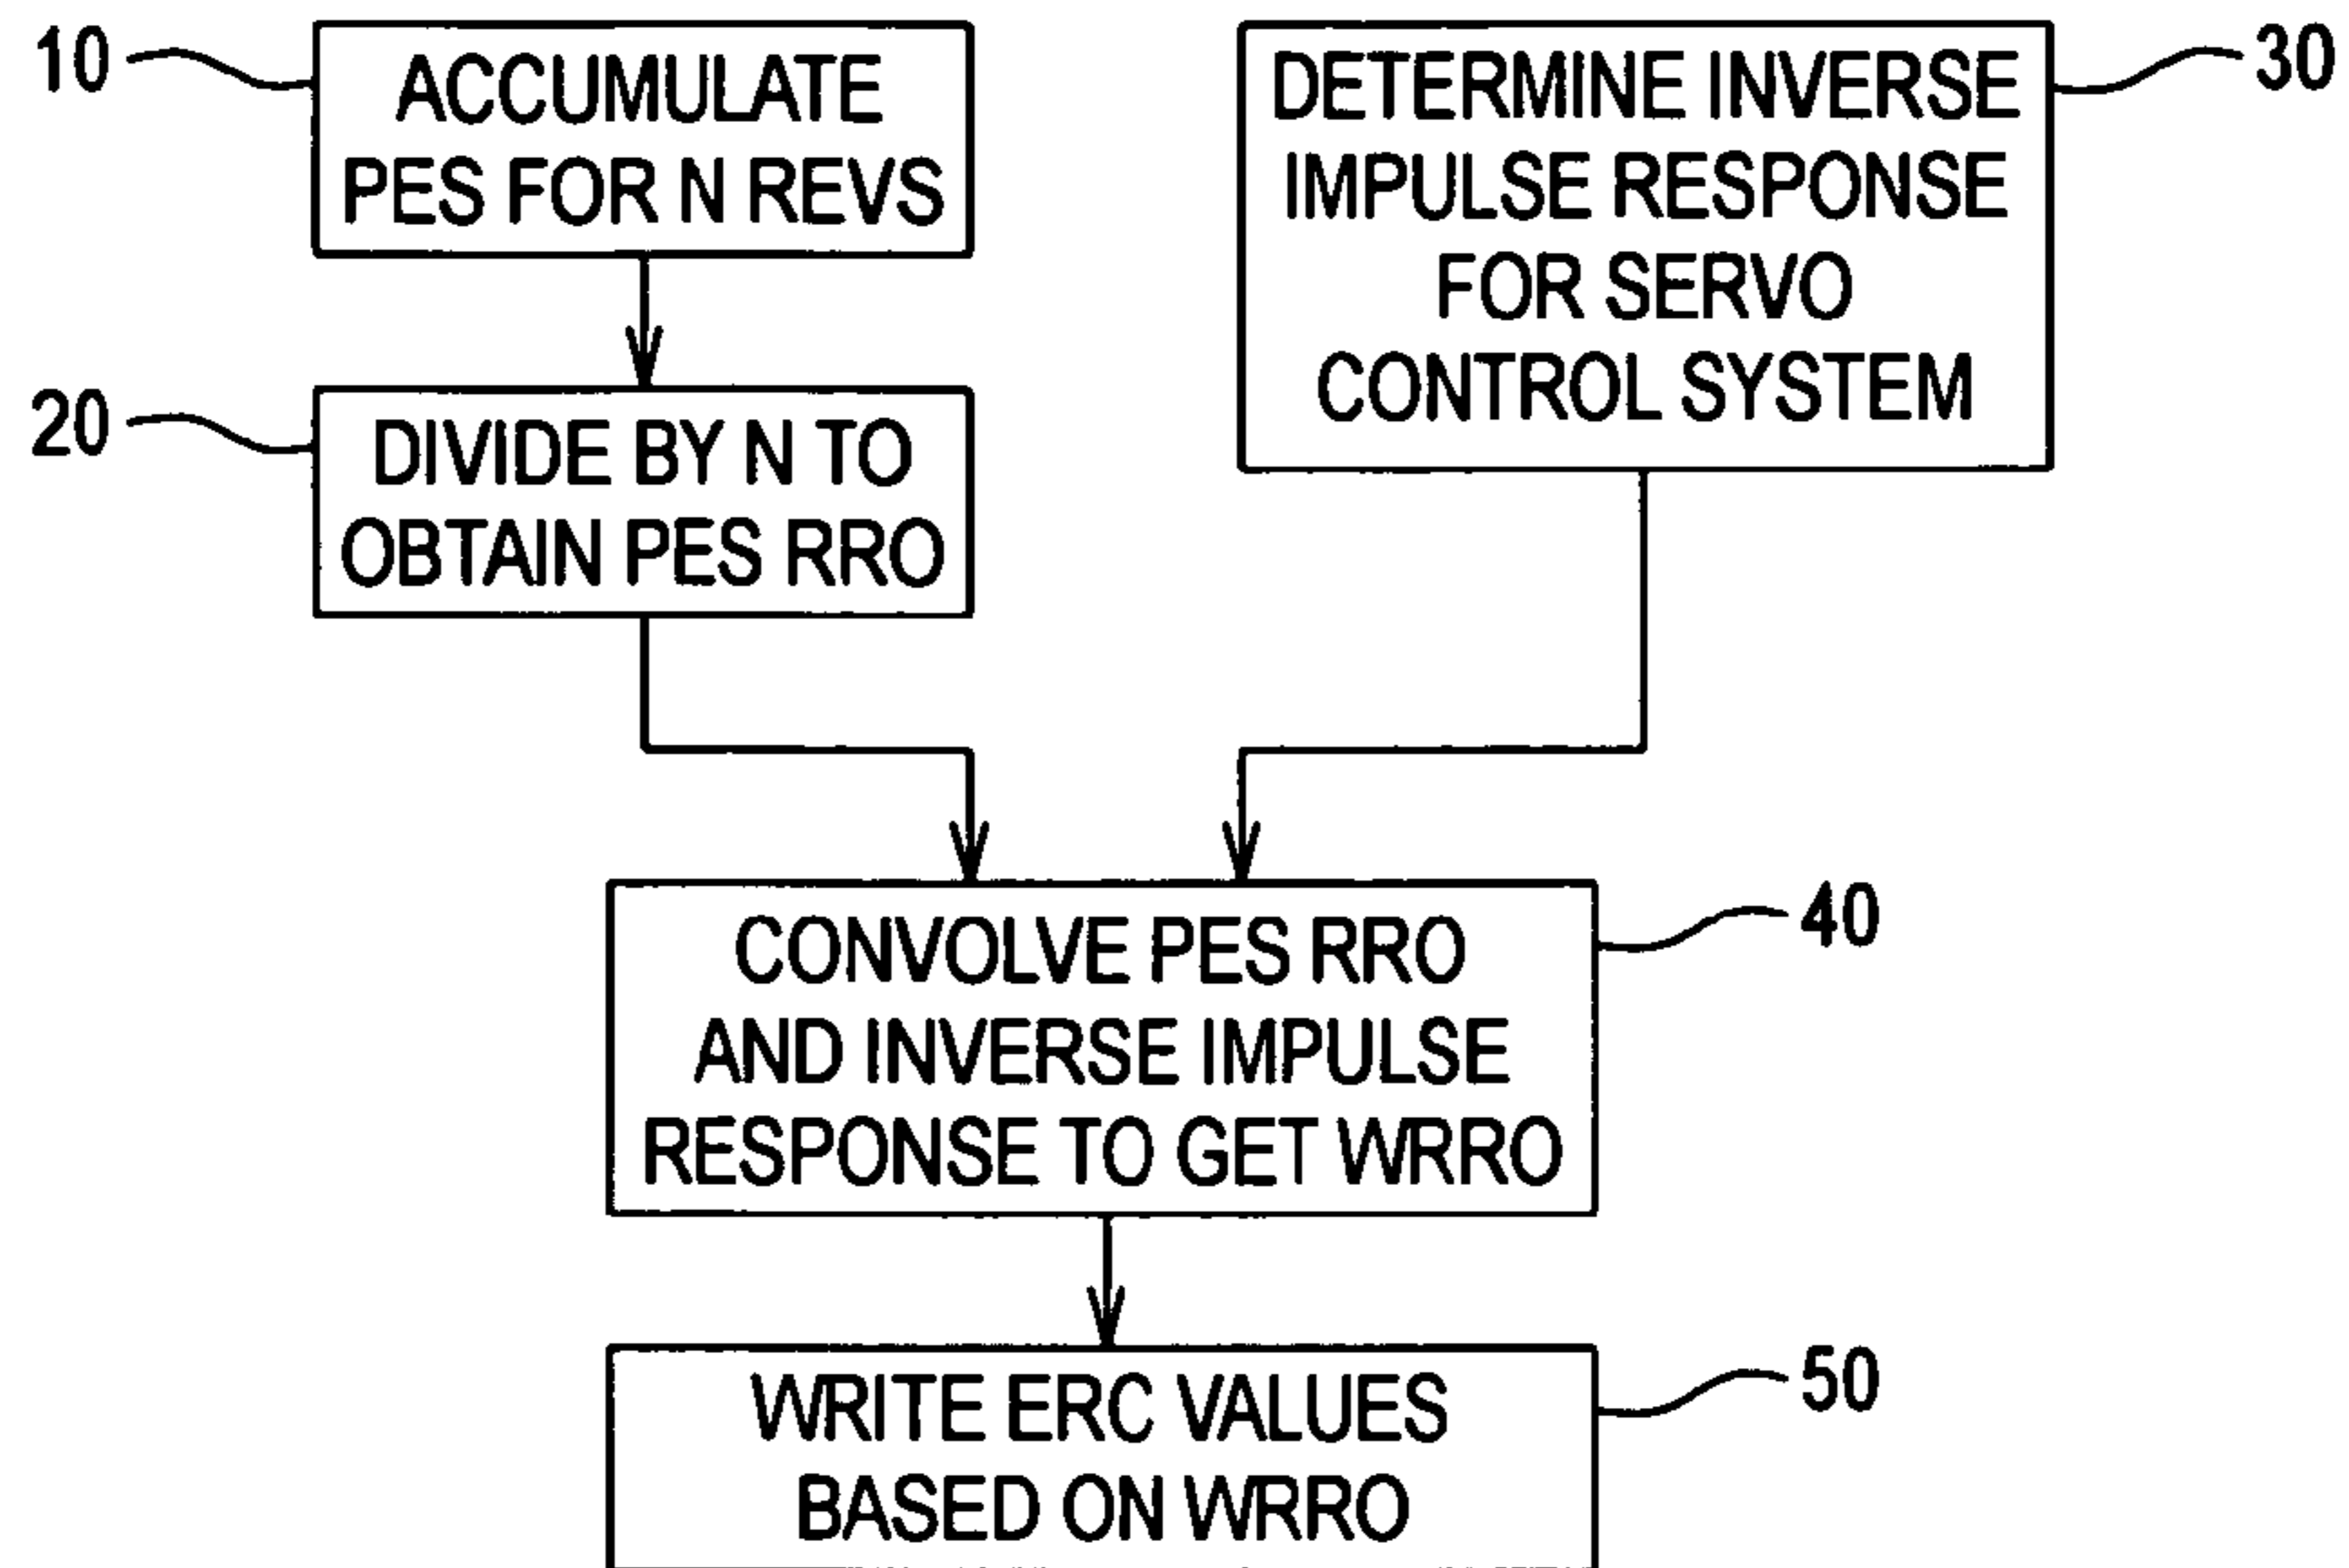 10
ACCUMULATE
PES FOR N REVS
20
DIVIDE BY N TO
OBTAIN PES RRO
DETERMINE INVERSE
IMPULSE RESPONSE
FOR SERVO
CONTROL SYSTEM
30
CONVOLVE PES RRO
AND INVERSE IMPULSE
RESPONSE TO GET WRRO
40
WRITE ERC VALUES
BASED ON WRRO
50